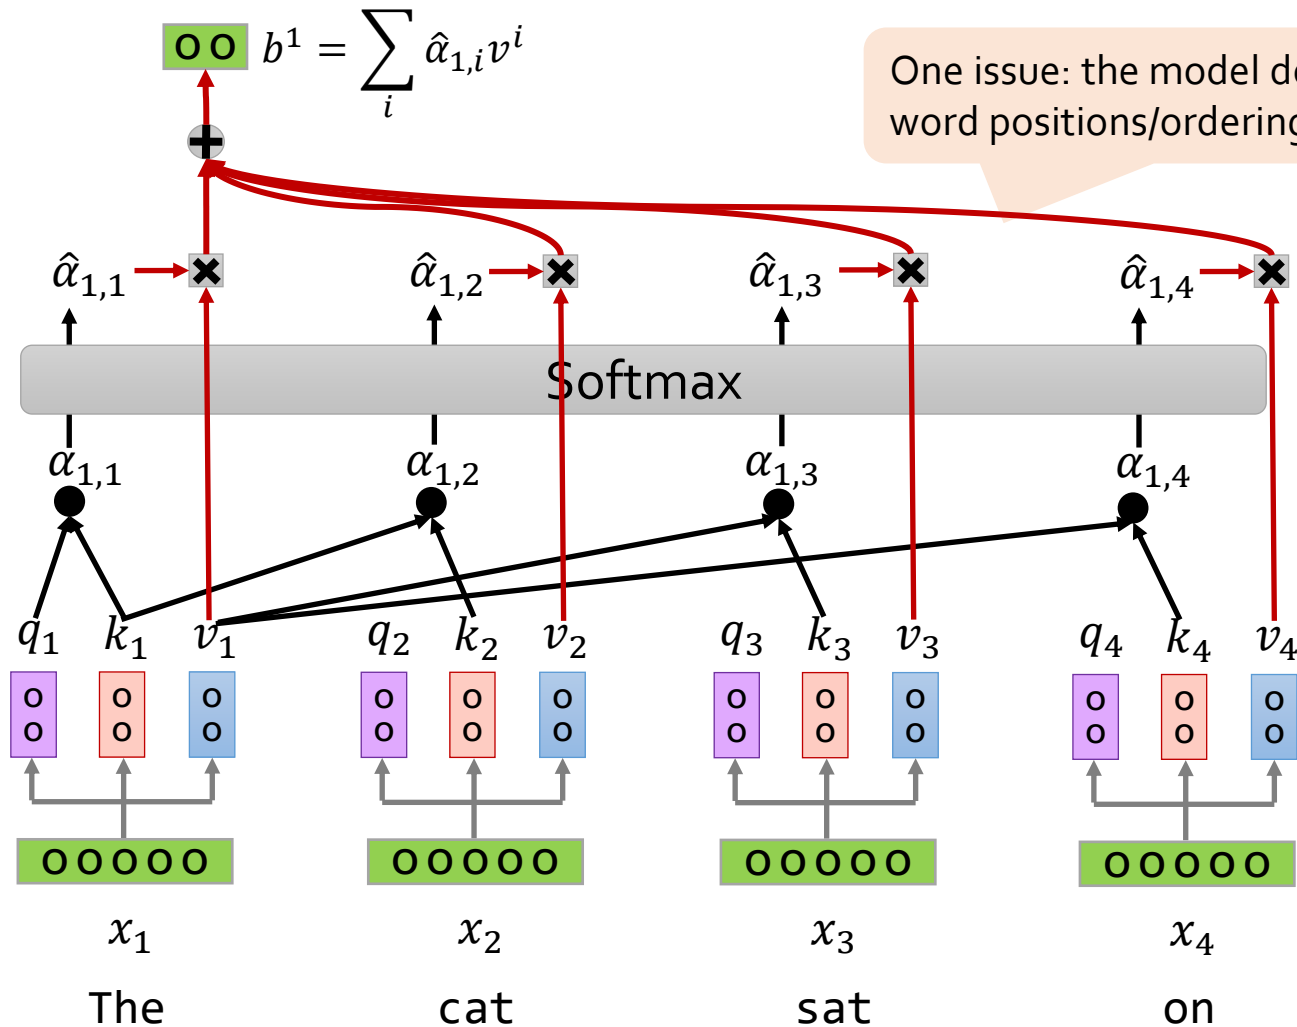 o o b¹ = ∑ᵢ α̂₁,ᵢvⁱ
One issue: the model d
word positions/ordering
α̂₁,₁ α̂₁,₂ α̂₁,₃ α̂₁,₄
Softmax
α₁,₁ α₁,₂ α₁,₃ α₁,₄
q₁ k₁ v₁ q₂ k₂ v₂ q₃ k₃ v₃ q₄ k₄ v₄
o o o o o o o o o o o o
o o o o o o o o o o o o
o o o o o o o o o o o o o o o o o o o o
x₁ x₂ x₃ x₄
The cat sat on